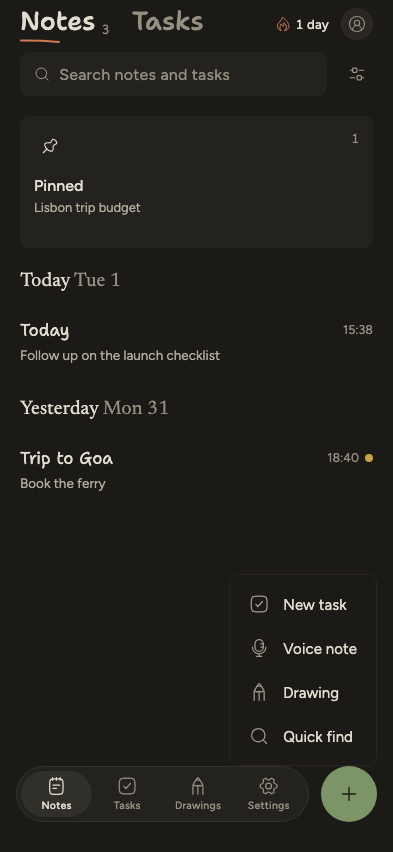 Notes 3 Tasks 1 day
Search notes and tasks
1
Pinned
Lisbon trip budget
Today Tue 1
Today 15:38
Follow up on the launch checklist
Yesterday Mon 31
Trip to Goa 18:40
Book the ferry
New task
Voice note
Drawing
Quick find
Notes Tasks Drawings Settings